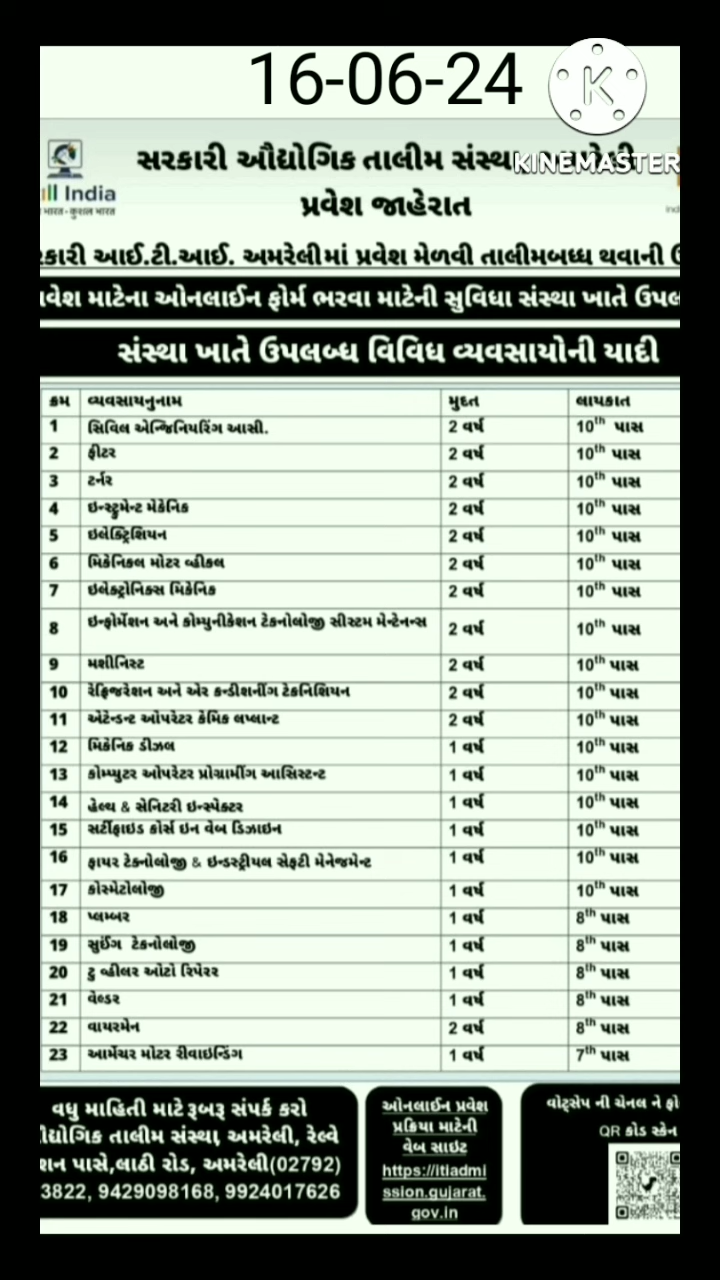 16-06-24
K
KINEMASTER
સરકારી ઔદ્યોગિક તાલીમ
પ્રવેશ જાહેરાત
ill India
भारत - कुशल भारत
આઈ.ટી.આઈ. અમરેલીમાં પ્રવેશ મેળવી તાલીમબધ્ધ થવાની
માટેના ઓનલાઈન ફોર્મ ભરવા માટેની સુવિધા સંસ્થા ખાતે
સંસ્થા ખાતે ઉપલબ્ધ વિવિધ વ્યવસાયોની યાદી
ક્રમ વ્યવસાયનુનામ મુદત લાયકાત
1 સિવિલ એન્જિનિયરિંગ આસી. 2 વર્ષ 10th પાસ
2 ફીટર 2 વર્ષ 10th પાસ
3 ટર્નર 2 વર્ષ 10th પાસ
4 ઇન્સ્ટ્રુમેન્ટ મેકેનિક 2 વર્ષ 10th પાસ
5 ઇલેક્ટ્રિશિયન 2 વર્ષ 10th પાસ
6 મિકેનિકલ મોટર વ્હીકલ 2 વર્ષ 10th પાસ
7 ઇલેક્ટ્રોનિક્સ મિકેનિક 2 વર્ષ 10th પાસ
8 ઇન્ફોર્મેશન અને કોમ્યુનીકેશન ટેકનોલોજી સીસ્ટમ મેન્ટેનન્સ 2 વર્ષ 10th પાસ
9 મશીનિસ્ટ 2 વર્ષ 10th પાસ
10 રેફ્રિજરેશન અને એર કન્ડીશનીંગ ટેકનિશિયન 2 વર્ષ 10th પાસ
11 એટેન્ડન્ટ ઓપરેટર કેમિક લપ્લાન્ટ 2 વર્ષ 10th પાસ
12 મિકેનિક ડીઝલ 1 વર્ષ 10th પાસ
13 કોમ્પ્યુટર ઓપરેટર પ્રોગ્રામીંગ આસિસ્ટન્ટ 1 વર્ષ 10th પાસ
14 હેલ્થ & સેનિટરી ઇન્સ્પેક્ટર 1 વર્ષ 10th પાસ
15 સર્ટીફાઇડ કોર્સ ઇન વેબ ડિઝાઇન 1 વર્ષ 10th પાસ
16 ફાયર ટેકનોલોજી & ઇન્ડસ્ટ્રીયલ સેફટી મેનેજમેન્ટ 1 વર્ષ 10th પાસ
17 કોસ્મેટોલોજી 1 વર્ષ 10th પાસ
18 પ્લમ્બર 1 વર્ષ 8th પાસ
19 સુઈંગ ટેકનોલોજી 1 વર્ષ 8th પાસ
20 ટુ વ્હીલર ઓટો રિપેરર 1 વર્ષ 8th પાસ
21 વેલ્ડર 1 વર્ષ 8th પાસ
22 વાયરમેન 2 વર્ષ 8th પાસ
23 આર્મેચર મોટર રીવાઇન્ડિંગ 1 વર્ષ 7th પાસ
વધુ માહિતી માટે રૂબરૂ સંપર્ક કરો
તાલીમ સંસ્થા, અમરેલી, રેલ્વે
પાસે,લાઠી રોડ, અમરેલી(02792)
3822, 9429098168, 9924017626
ઓનલાઈન પ્રવેશ
પ્રક્રિયા માટેની
વેબ સાઇટ
https://itiadmi
ssion.gujarat.
gov.in
વોટ્સેપ ની ચેનલ ને
QR કોડ સ્કેન